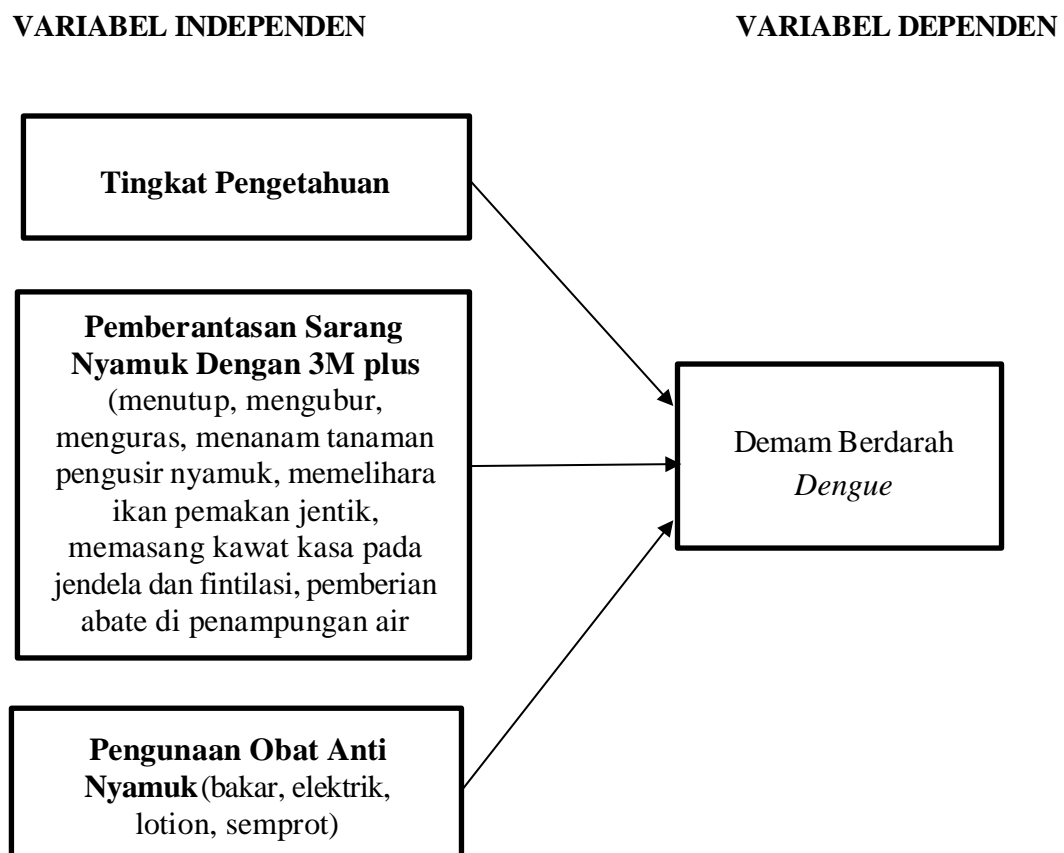 VARIABEL INDEPENDEN
VARIABEL DEPENDEN
Tingkat Pengetahuan
Pemberantasan Sarang
Nyamuk Dengan 3M plus
(menutup, mengubur,
menguras, menanam tanaman
pengusir nyamuk, memelihara
ikan pemakan jentik,
memasang kawat kasa pada
jendela dan fintilasi, pemberian
abate di penampungan air
Pengunaan Obat Anti
Nyamuk (bakar, elektrik,
lotion, semprot)
Demam Berdarah
Dengue